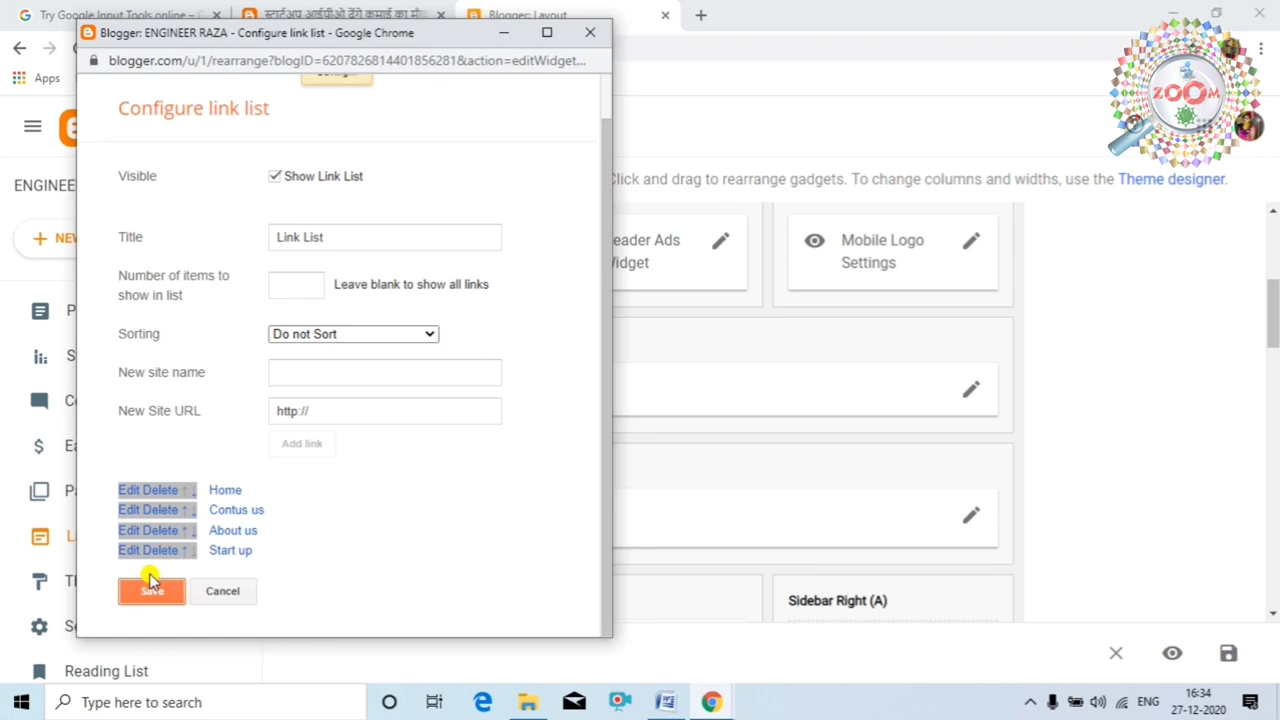 Try Google Input Tools online –
स्टार्टअप आईपीओ देंगे कमाई का मौ
Blogger: Layout
Blogger: ENGINEER RAZA - Configure link list - Google Chrome
blogger.com/u/1/rearrange?blogID=6207826814401856281&action=editWidget...
Apps
Configure link list
ZOOM
ENGINEE
Visible
Show Link List
Click and drag to rearrange gadgets. To change columns and widths, use the Theme designer.
NEW
Title
Link List
eader Ads
Vidget
Mobile Logo
Settings
Number of items to
show in list
Leave blank to show all links
Sorting
Do not Sort
New site name
New Site URL
http://
Add link
Edit Delete ↑ ↓ Home
Edit Delete ↑ ↓ Contus us
Edit Delete ↑ ↓ About us
Edit Delete ↑ ↓ Start up
Save
Cancel
Sidebar Right (A)
Reading List
Type here to search
ENG
16:34
27-12-2020